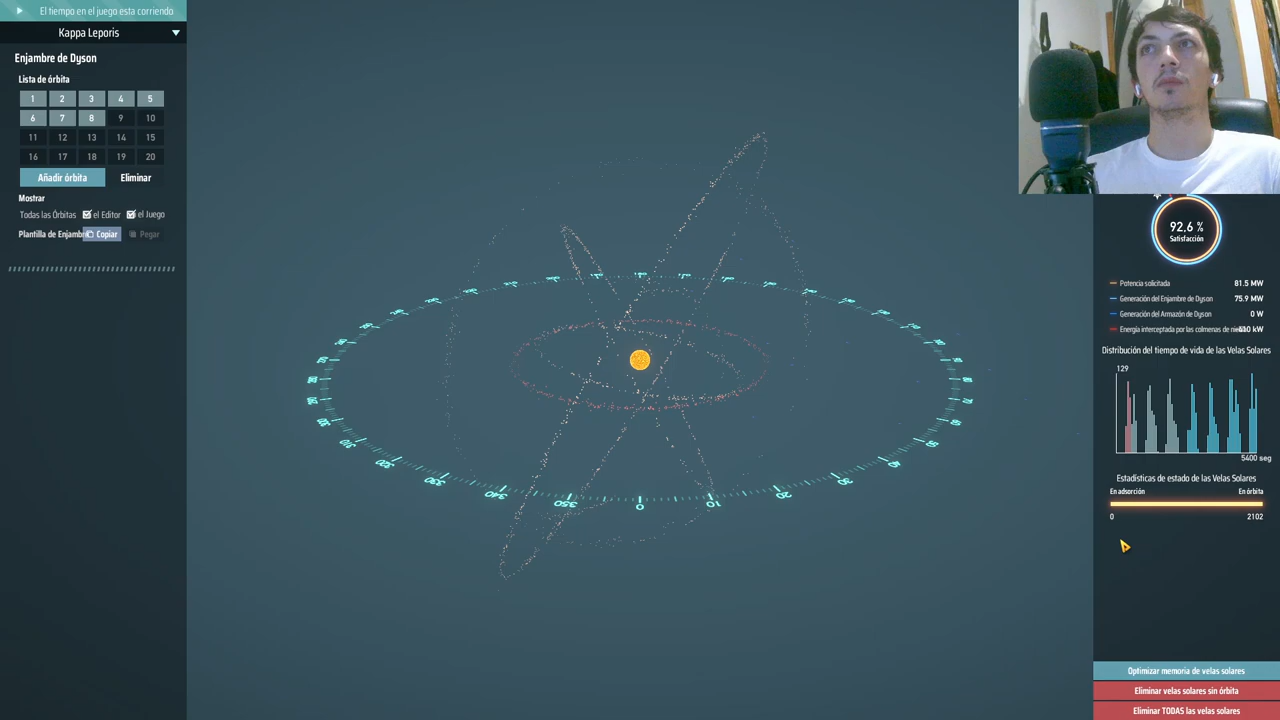 El tiempo en el juego esta corriendo
Kappa Leporis
Enjambre de Dyson
Lista de órbita
1 2 3 4 5
6 7 8 9 10
11 12 13 14 15
16 17 18 19 20
Añadir órbita Eliminar
Mostrar
Todas las Órbitas el Editor el Juego
Plantilla de Enjambre Copiar Pegar
92,6 %
Satisfacción
Potencia solicitada 81.5 MW
Generación del Enjambre de Dyson 75.9 MW
Generación del Armazón de Dyson 0 W
Energía interceptada por las colmenas de
Distribución del tiempo de vida de las Velas Solares
129
5400 seg
Estadísticas de estado de las Velas Solares
En adsorción En órbita
0 2102
350 0 10 20 30
Optimizar memoria de velas solares
Eliminar velas solares sin órbita
Eliminar TODAS las velas solares